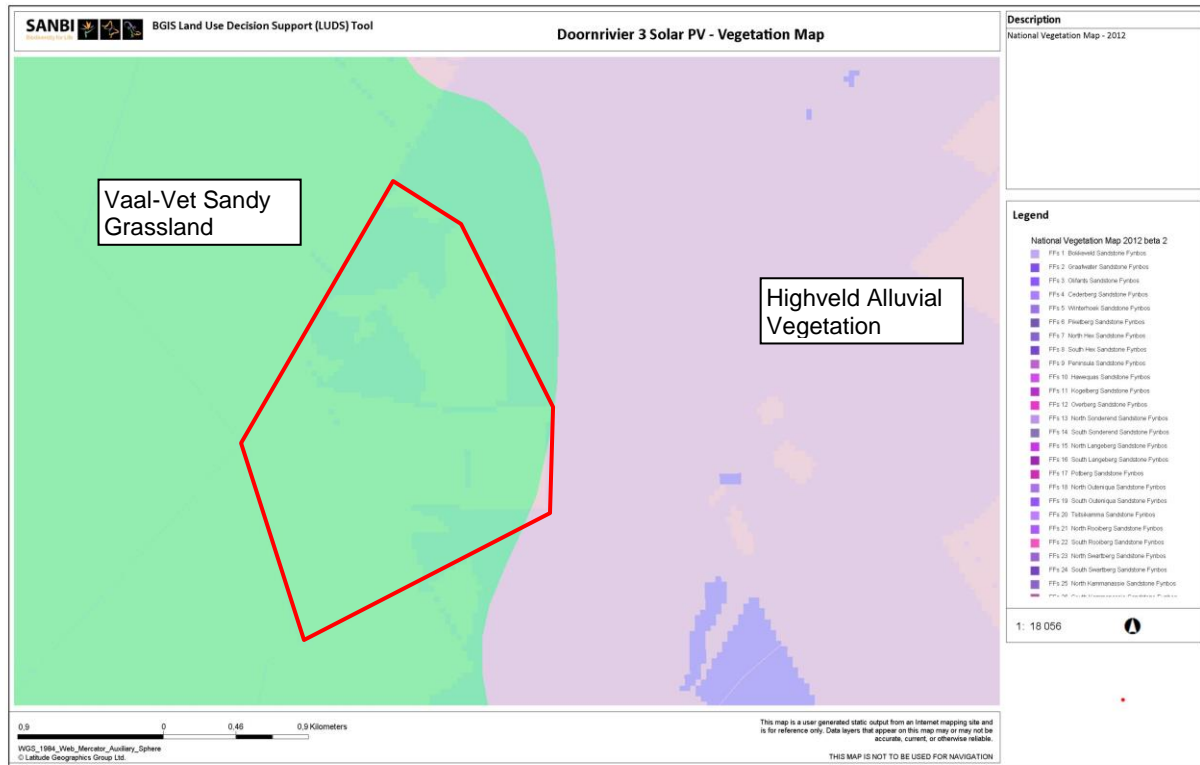 SANBI
Biodiversity for Life
BGIS Land Use Decision Support (LUDS) Tool
Doornrivier 3 Solar PV - Vegetation Map
Description
National Vegetation Map - 2012
Vaal-Vet Sandy
Grassland
Highveld Alluvial
Vegetation
Legend
National Vegetation Map 2012 beta 2
FFs 1 Bokkeveld Sandstone Fynbos
FFs 2 Graafwater Sandstone Fynbos
FFs 3 Olifants Sandstone Fynbos
FFs 4 Cederberg Sandstone Fynbos
FFs 5 Winterhoek Sandstone Fynbos
FFs 6 Piketberg Sandstone Fynbos
FFs 7 North Hex Sandstone Fynbos
FFs 8 South Hex Sandstone Fynbos
FFs 9 Peninsula Sandstone Fynbos
FFs 10 Hawequas Sandstone Fynbos
FFs 11 Kogelberg Sandstone Fynbos
FFs 12 Overberg Sandstone Fynbos
FFs 13 North Sonderend Sandstone Fynbos
FFs 14 South Sonderend Sandstone Fynbos
FFs 15 North Langeberg Sandstone Fynbos
FFs 16 South Langeberg Sandstone Fynbos
FFs 17 Potberg Sandstone Fynbos
FFs 18 North Outeniqua Sandstone Fynbos
FFs 19 South Outeniqua Sandstone Fynbos
FFs 20 Tsitsikamma Sandstone Fynbos
FFs 21 North Rooiberg Sandstone Fynbos
FFs 22 South Rooiberg Sandstone Fynbos
FFs 23 North Swartberg Sandstone Fynbos
FFs 24 South Swartberg Sandstone Fynbos
FFs 25 North Kammanassie Sandstone Fynbos
1: 18 056
0,9 0 0,46 0,9 Kilometers
WGS_1984_Web_Mercator_Auxiliary_Sphere
© Latitude Geographics Group Ltd.
This map is a user generated static output from an Internet mapping site and
is for reference only. Data layers that appear on this map may or may not be
accurate, current, or otherwise reliable.
THIS MAP IS NOT TO BE USED FOR NAVIGATION